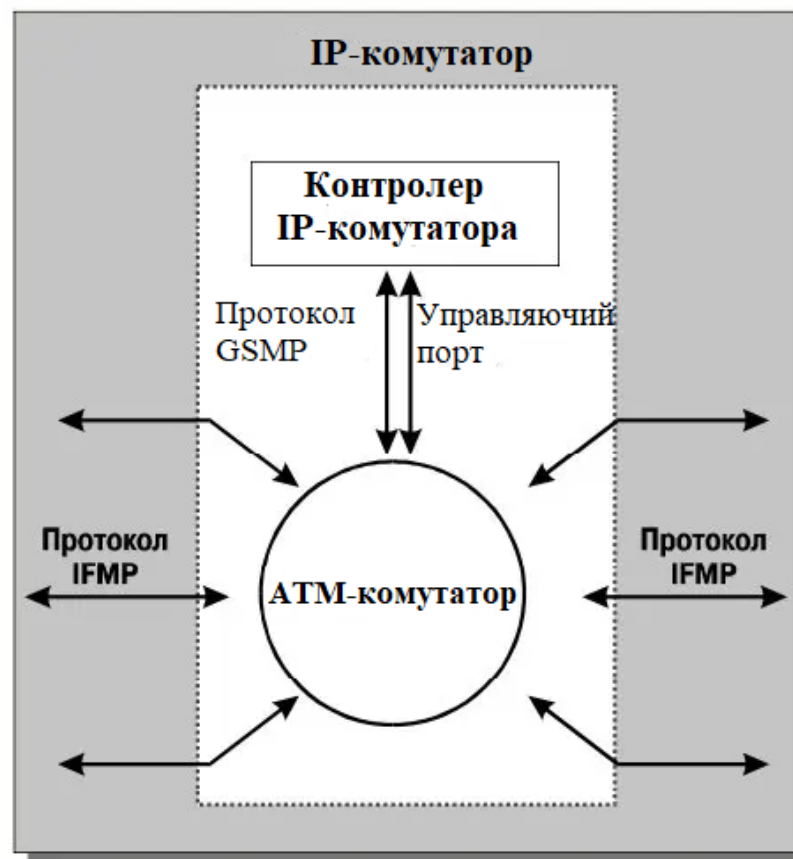 IP-комутатор
Контролер
IP-комутатора
Протокол
GSMP
Управляючий
порт
Протокол
IFMP
Протокол
IFMP
АТМ-комутатор